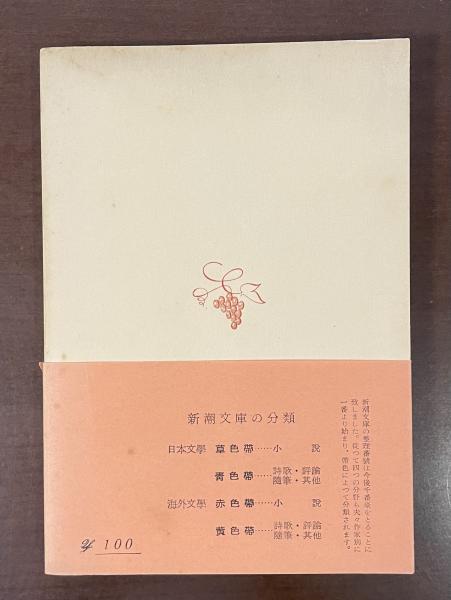 新潮文庫の分類
日本文學 草色帶……小 說
靑色帶……詩歌・評論
隨筆・其他
海外文學 赤色帶……小 說
黃色帶……詩歌・評論
隨筆・其他
新潮文庫の整理番號は今後千番臺をとることに
致しました。從つて四つの分野も夫々作家別に
一番より始まり、帶色によつて分類されます。
¥ 100